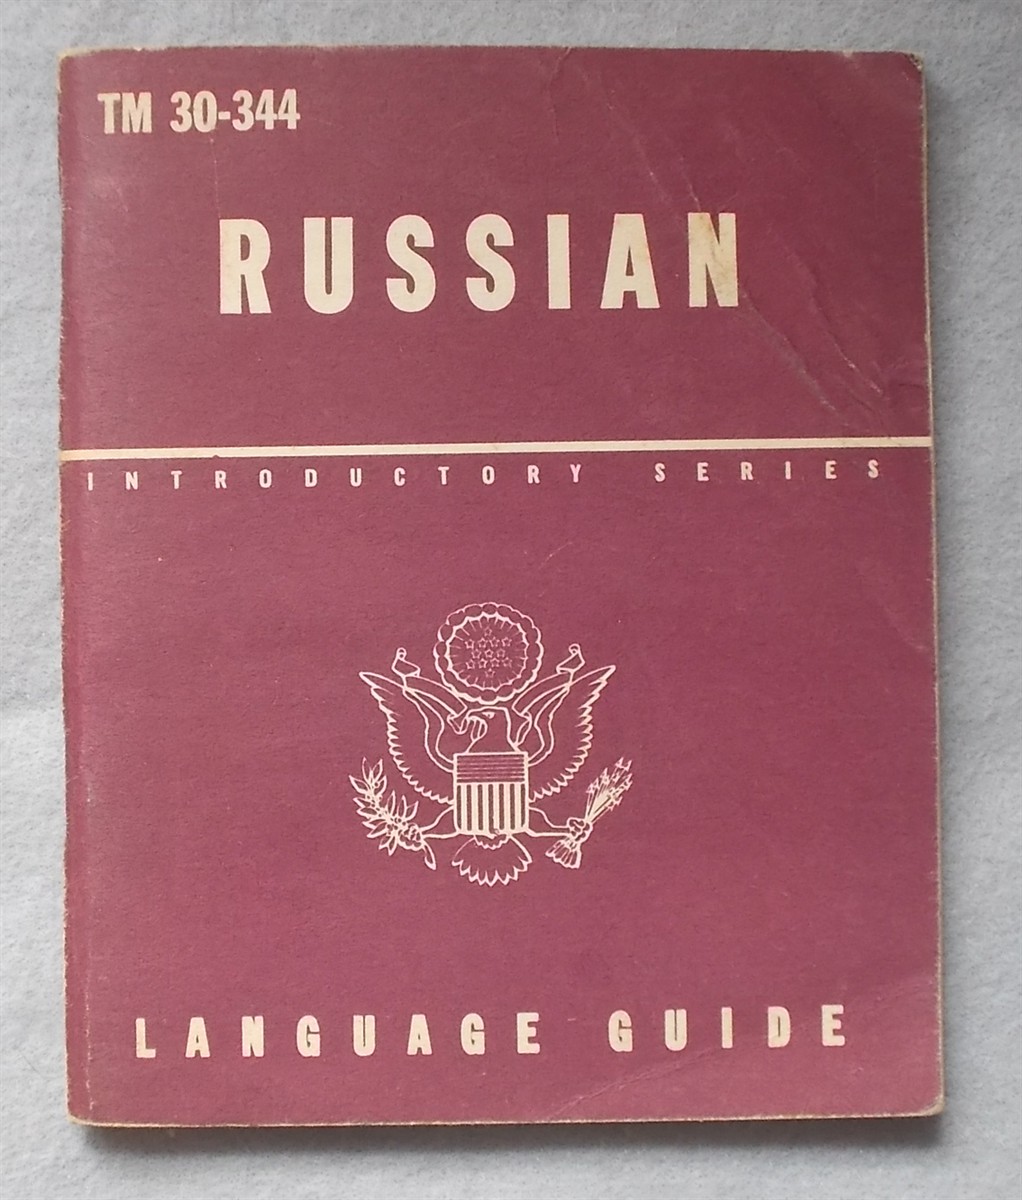 TM 30-344
RUSSIAN
INTRODUCTORY SERIES
LANGUAGE GUIDE